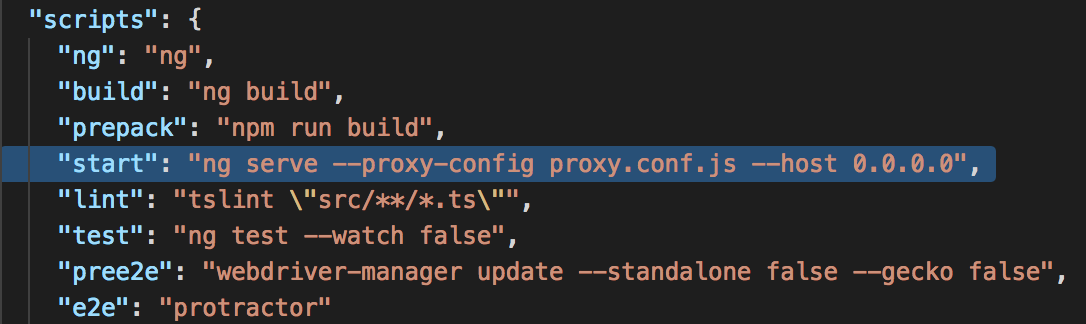 "scripts": {
"ng": "ng",
"build": "ng build",
"prepack": "npm run build",
"start": "ng serve --proxy-config proxy.conf.js --host 0.0.0.0",
"lint": "tslint \"src/**/*.ts\"",
"test": "ng test --watch false",
"pree2e": "webdriver-manager update --standalone false --gecko false",
"e2e": "protractor"